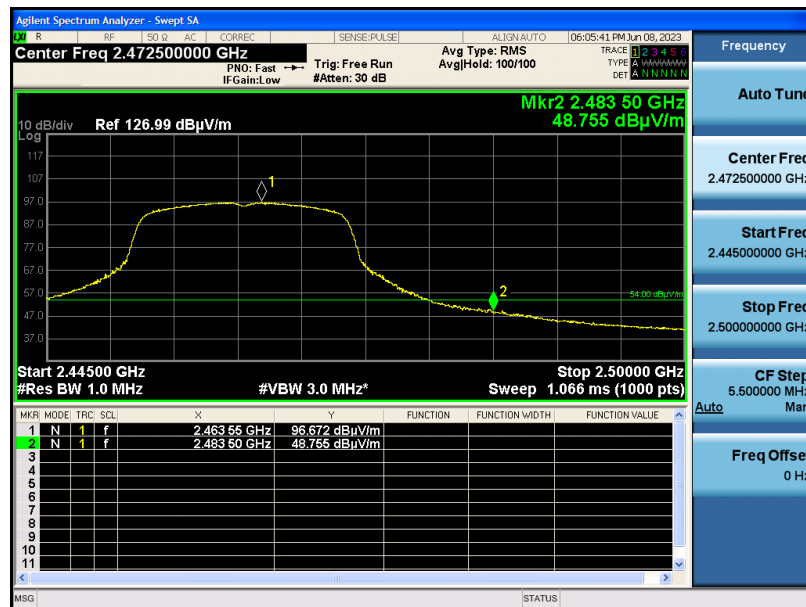 Agilent Spectrum Analyzer - Swept SA
LXI R RF 50 Ω AC CORREC SENSE:PULSE ALIGN AUTO 06:05:41 PM Jun 08, 2023
Center Freq 2.472500000 GHz
PNO: Fast
IFGain:Low
Trig: Free Run
#Atten: 30 dB
Avg Type: RMS
Avg|Hold: 100/100
TRACE 1 2 3 4 5 6
TYPE A WWWWW
DET A N N N N N
Mkr2 2.483 50 GHz
48.755 dBµV/m
10 dB/div Ref 126.99 dBµV/m
Log
117
107
97.0
87.0
77.0
67.0
57.0
47.0
37.0
1
2
54.00 dBµV/m
Start 2.44500 GHz Stop 2.50000 GHz
#Res BW 1.0 MHz #VBW 3.0 MHz* Sweep 1.066 ms (1000 pts)
MKR MODE TRC SCL X Y FUNCTION FUNCTION WIDTH FUNCTION VALUE
1 N 1 f 2.463 55 GHz 96.672 dBµV/m
2 N 1 f 2.483 50 GHz 48.755 dBµV/m
3
4
5
6
7
8
9
10
11
MSG STATUS
Frequency
Auto Tune
Center Freq
2.472500000 GHz
Start Freq
2.445000000 GHz
Stop Freq
2.500000000 GHz
CF Step
5.500000 MHz
Auto Man
Freq Offset
0 Hz